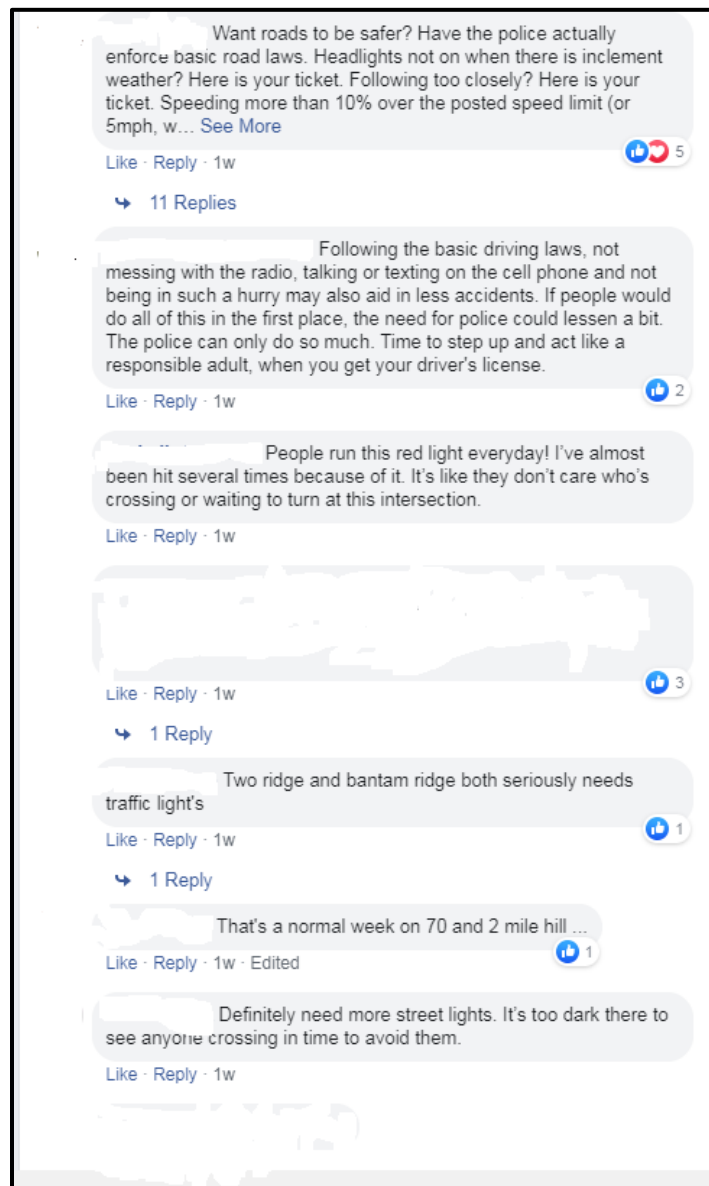 Want roads to be safer? Have the police actually
enforce basic road laws. Headlights not on when there is inclement
weather? Here is your ticket. Following too closely? Here is your
ticket. Speeding more than 10% over the posted speed limit (or
5mph, w... See More
5
Like · Reply · 1w
11 Replies
Following the basic driving laws, not
messing with the radio, talking or texting on the cell phone and not
being in such a hurry may also aid in less accidents. If people would
do all of this in the first place, the need for police could lessen a bit.
The police can only do so much. Time to step up and act like a
responsible adult, when you get your driver's license.
2
Like · Reply · 1w
People run this red light everyday! I've almost
been hit several times because of it. It's like they don't care who's
crossing or waiting to turn at this intersection.
Like · Reply · 1w
3
Like · Reply · 1w
1 Reply
Two ridge and bantam ridge both seriously needs
traffic light's
1
Like · Reply · 1w
1 Reply
That's a normal week on 70 and 2 mile hill ...
1
Like · Reply · 1w · Edited
Definitely need more street lights. It's too dark there to
see anyone crossing in time to avoid them.
Like · Reply · 1w